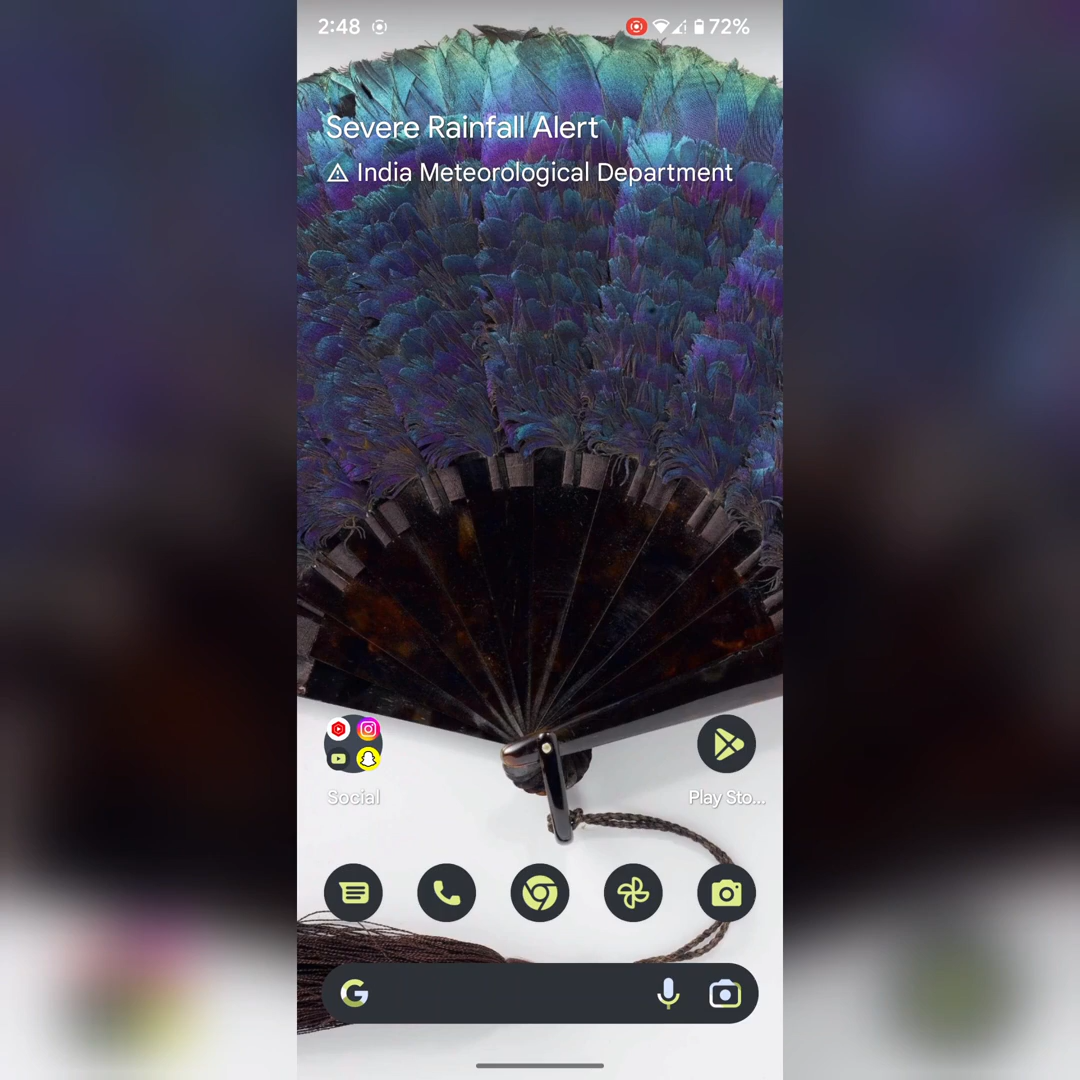 2:48 72%
Severe Rainfall Alert
India Meteorological Department
Social Play Sto...
G